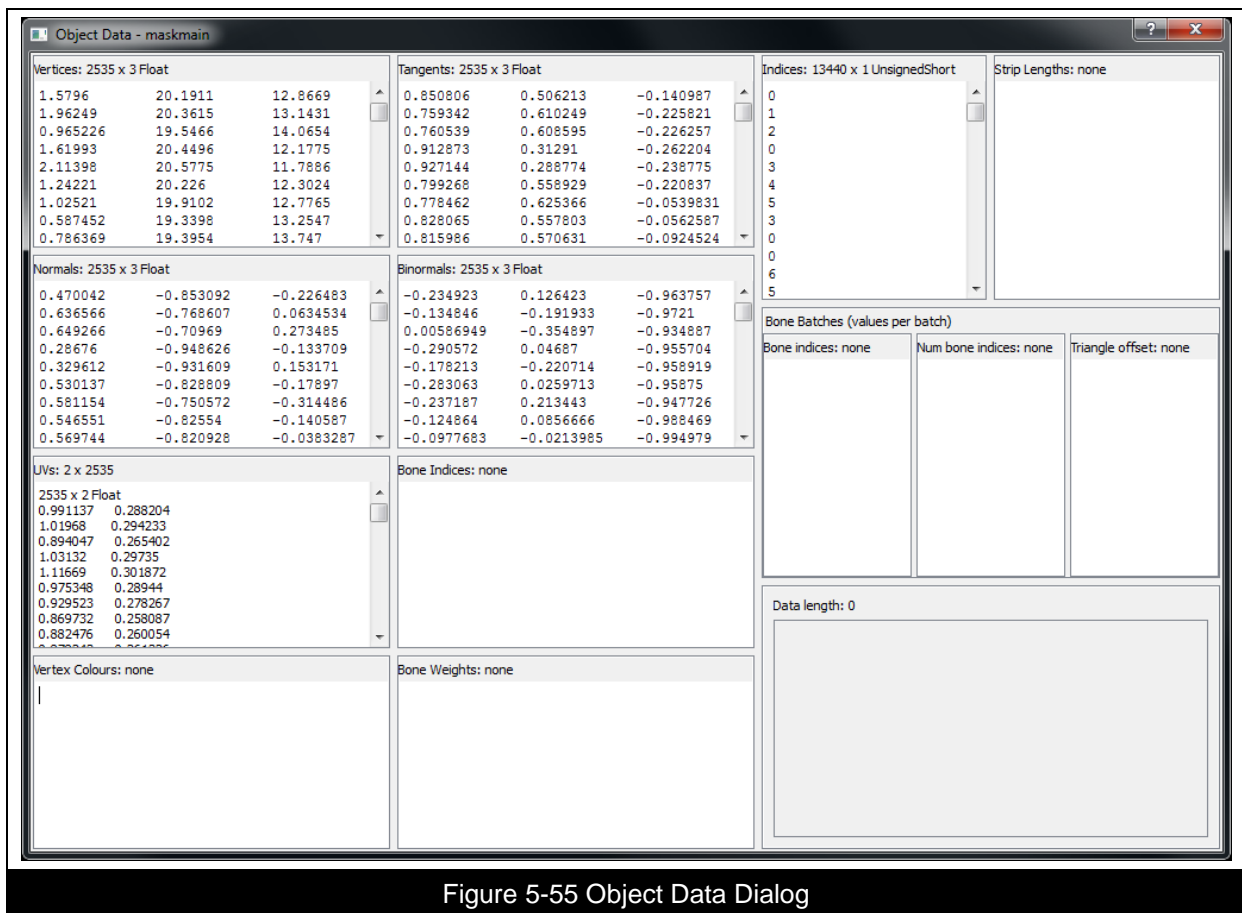 Object Data - maskmain
Vertices: 2535 x 3 Float
1.5796 20.1911 12.8669
1.96249 20.3615 13.1431
0.965226 19.5466 14.0654
1.61993 20.4496 12.1775
2.11398 20.5775 11.7886
1.24221 20.226 12.3024
1.02521 19.9102 12.7765
0.587452 19.3398 13.2547
0.786369 19.3954 13.747
Tangents: 2535 x 3 Float
0.850806 0.506213 -0.140987
0.759342 0.610249 -0.225821
0.760539 0.608595 -0.226257
0.912873 0.31291 -0.262204
0.927144 0.288774 -0.238775
0.799268 0.558929 -0.220837
0.778462 0.625366 -0.0539831
0.828065 0.557803 -0.0562587
0.815986 0.570631 -0.0924524
Indices: 13440 x 1 UnsignedShort
0
1
2
0
3
4
5
3
0
0
6
5
Strip Lengths: none
Normals: 2535 x 3 Float
0.470042 -0.853092 -0.226483
0.636566 -0.768607 0.0634534
0.649266 -0.70969 0.273485
0.28676 -0.948626 -0.133709
0.329612 -0.931609 0.153171
0.530137 -0.828809 -0.17897
0.581154 -0.750572 -0.314486
0.546551 -0.82554 -0.140587
0.569744 -0.820928 -0.0383287
Binormals: 2535 x 3 Float
-0.234923 0.126423 -0.963757
-0.134846 -0.191933 -0.9721
0.00586949 -0.354897 -0.934887
-0.290572 0.04687 -0.955704
-0.178213 -0.220714 -0.958919
-0.283063 0.0259713 -0.95875
-0.237187 0.213443 -0.947726
-0.124864 0.0856666 -0.988469
-0.0977683 -0.0213985 -0.994979
Bone Batches (values per batch)
Bone indices: none
Num bone indices: none
Triangle offset: none
UVs: 2 x 2535
2535 x 2 Float
0.991137 0.288204
1.01968 0.294233
0.894047 0.265402
1.03132 0.29735
1.11669 0.301872
0.975348 0.28944
0.929523 0.278267
0.869732 0.258087
0.882476 0.260054
Bone Indices: none
Data length: 0
Vertex Colours: none
Bone Weights: none
Figure 5-55 Object Data Dialog